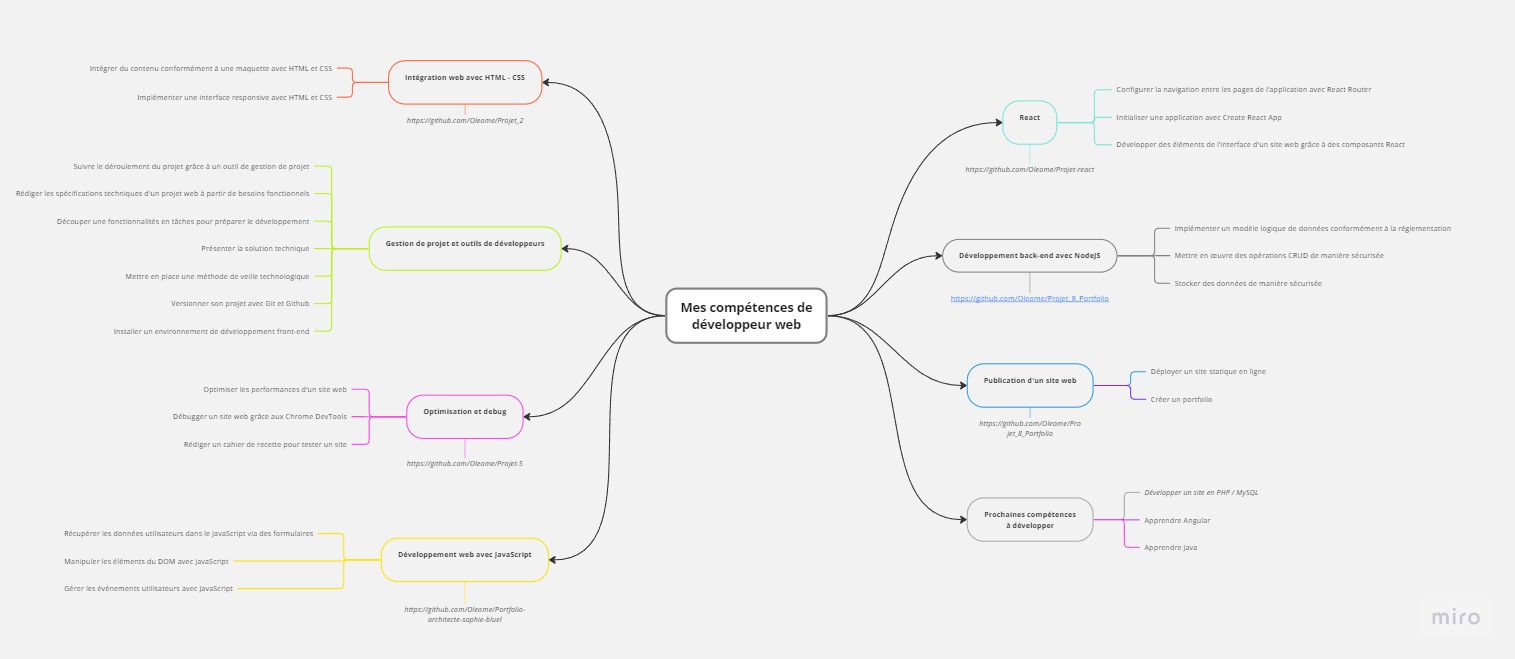 Mes compétences de
développeur web
Intégration web avec HTML - CSS
https://github.com/Oleome/Projet_2
Intégrer du contenu conformément à une maquette avec HTML et CSS
Implémenter une interface responsive avec HTML et CSS
Gestion de projet et outils de développeurs
Suivre le déroulement du projet grâce à un outil de gestion de projet
Rédiger les spécifications techniques d'un projet web à partir de besoins fonctionnels
Découper une fonctionnalités en tâches pour préparer le développement
Présenter la solution technique
Mettre en place une méthode de veille technologique
Versionner son projet avec Git et Github
Installer un environnement de développement front-end
Optimisation et debug
https://github.com/Oleome/Projet-5
Optimiser les performances d'un site web
Débugger un site web grâce aux Chrome DevTools
Rédiger un cahier de recette pour tester un site
Développement web avec JavaScript
https://github.com/Oleome/Portfolio-
architecte-sophie-bluel
Récupérer les données utilisateurs dans le JavaScript via des formulaires
Manipuler les éléments du DOM avec JavaScript
Gérer les événements utilisateurs avec JavaScript
React
https://github.com/Oleome/Projet-react
Configurer la navigation entre les pages de l'application avec React Router
Initialiser une application avec Create React App
Développer des éléments de l'interface d'un site web grâce à des composants React
Développement back-end avec NodeJS
https://github.com/Oleome/Projet_8_Portfolio
Implémenter un modèle logique de données conformément à la réglementation
Mettre en œuvre des opérations CRUD de manière sécurisée
Stocker des données de manière sécurisée
Publication d'un site web
https://github.com/Oleome/Pro
jet_8_Portfolio
Déployer un site statique en ligne
Créer un portfolio
Prochaines compétences
à développer
Développer un site en PHP / MySQL
Apprendre Angular
Apprendre Java
miro